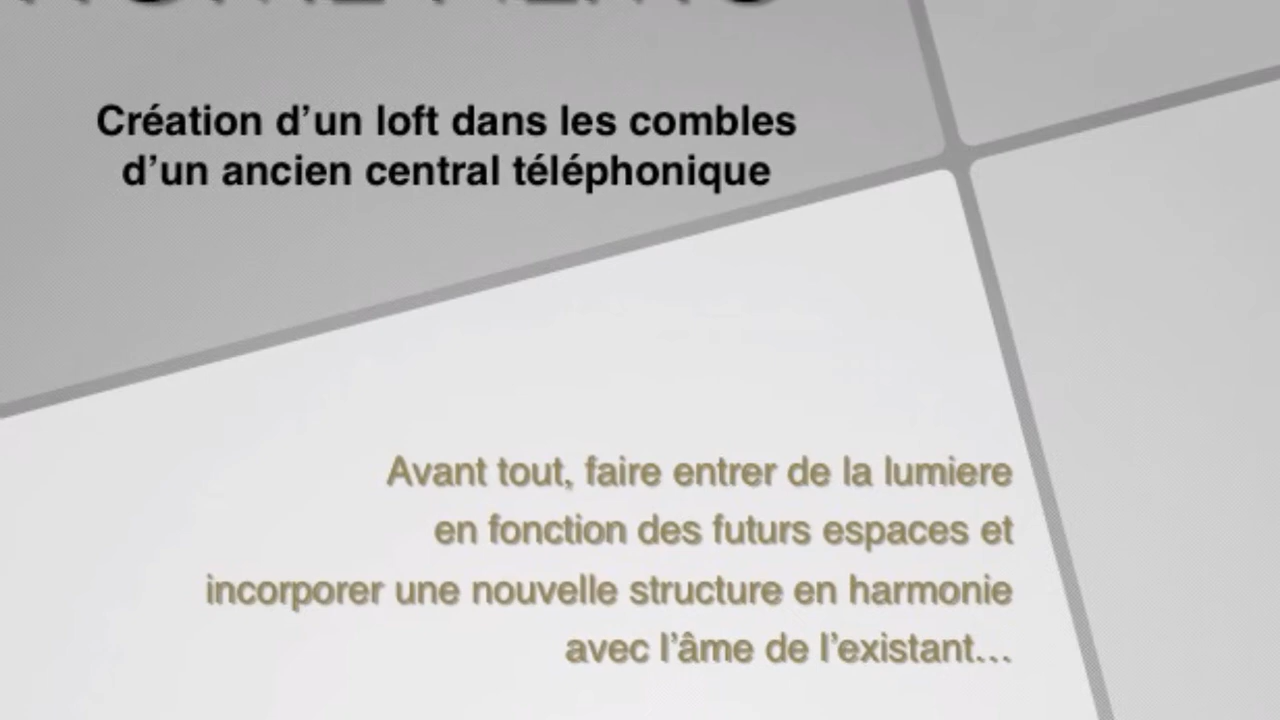 Création d’un loft dans les combles
d’un ancien central téléphonique
Avant tout, faire entrer de la lumiere
en fonction des futurs espaces et
incorporer une nouvelle structure en harmonie
avec l’âme de l’existant…